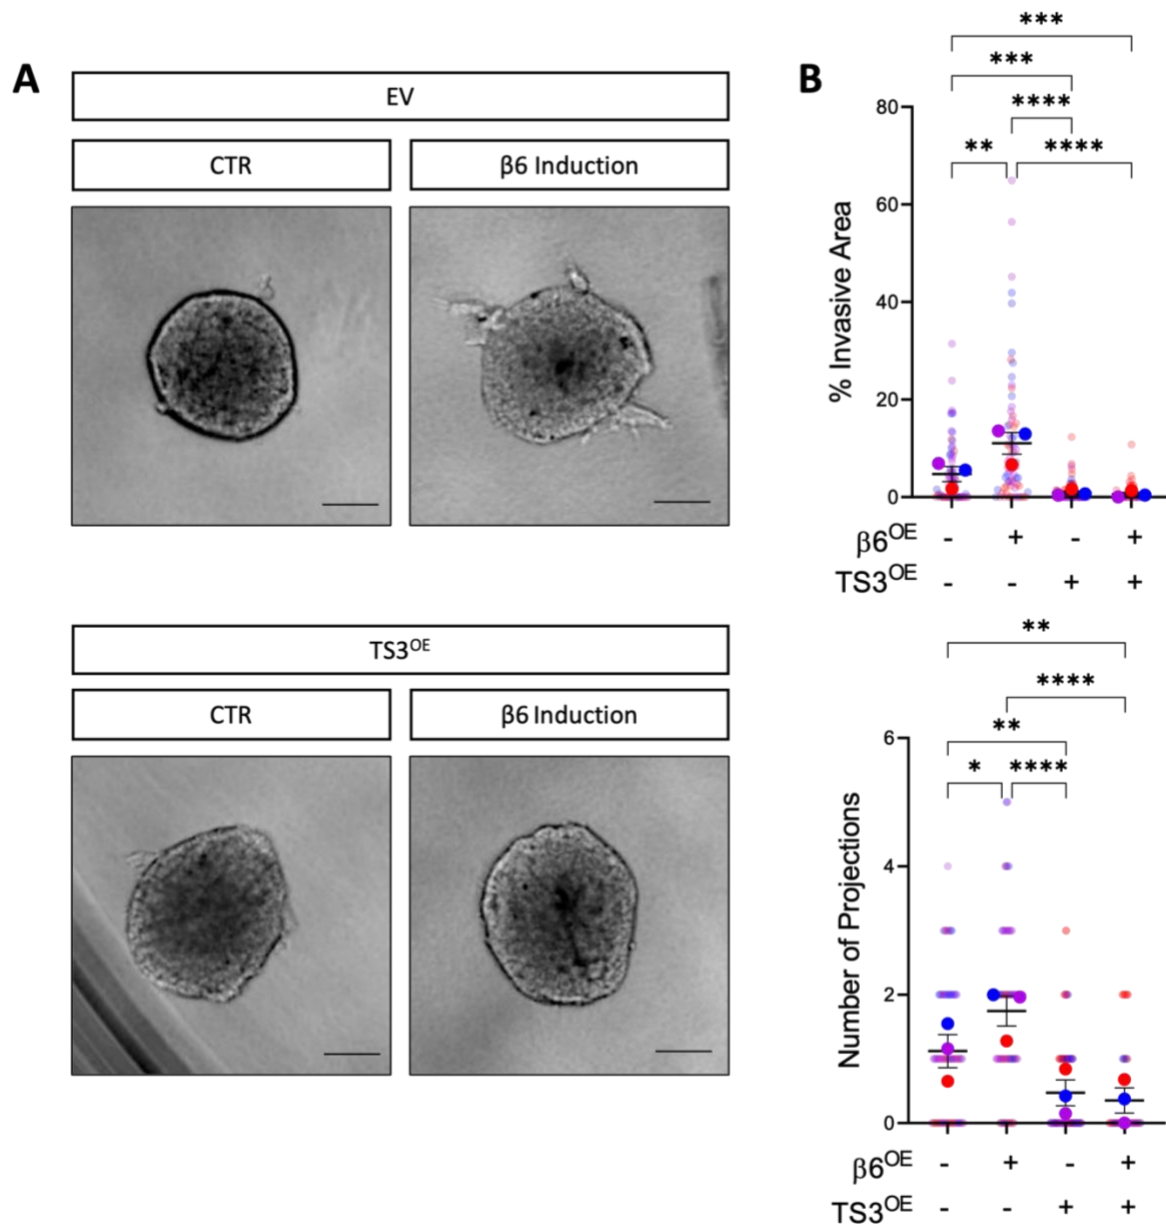 A
EV
CTR
β6 Induction
TS3OE
CTR
β6 Induction
B
***
***
****
** ****
80
60
40
20
0
% Invasive Area
β6OE - + - +
TS3OE - - + +
**
****
**
* ****
6
4
2
0
Number of Projections
β6OE - + - +
TS3OE - - + +